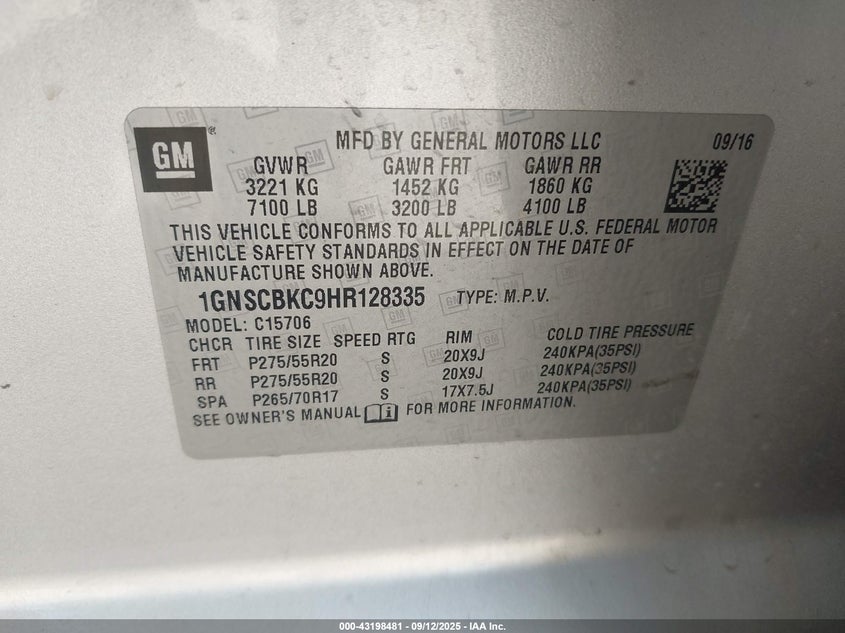 GM
MFD BY GENERAL MOTORS LLC 09/16
GVWR GAWR FRT GAWR RR
3221 KG 1452 KG 1860 KG
7100 LB 3200 LB 4100 LB
THIS VEHICLE CONFORMS TO ALL APPLICABLE U.S. FEDERAL MOTOR
VEHICLE SAFETY STANDARDS IN EFFECT ON THE DATE OF
MANUFACTURE SHOWN ABOVE.
1GNSCBKC9HR128335 TYPE: M.P.V.
MODEL: C15706
CHCR TIRE SIZE SPEED RTG RIM COLD TIRE PRESSURE
FRT P275/55R20 S 20X9J 240KPA(35PSI)
RR P275/55R20 S 20X9J 240KPA(35PSI)
SPA P265/70R17 S 17X7.5J 240KPA(35PSI)
SEE OWNER'S MANUAL FOR MORE INFORMATION.
000-43198481 - 09/12/2025 - IAA Inc.